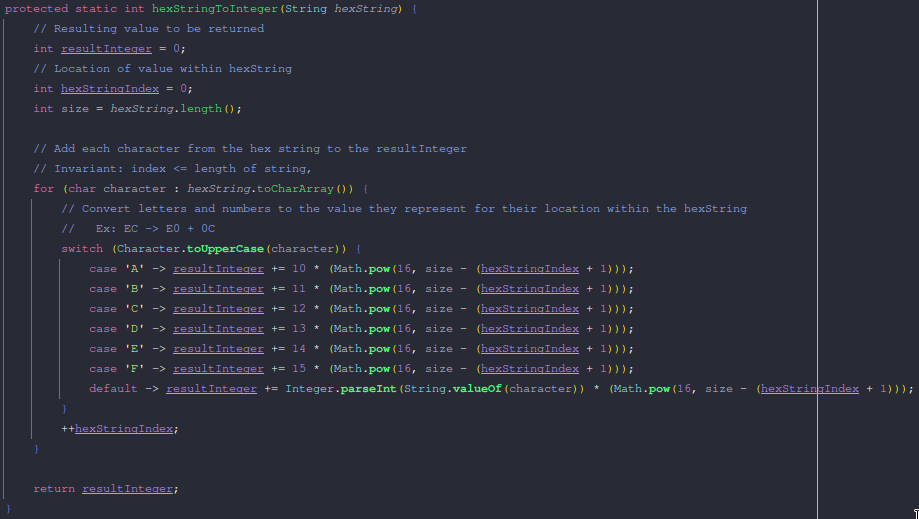 protected static int hexStringToInteger(String hexString) {
    // Resulting value to be returned
    int resultInteger = 0;
    // Location of value within hexString
    int hexStringIndex = 0;
    int size = hexString.length();

    // Add each character from the hex string to the resultInteger
    // Invariant: index <= length of string,
    for (char character : hexString.toCharArray()) {
        // Convert letters and numbers to the value they represent for their location within the hexString
        //   Ex: EC -> E0 + 0C
        switch (Character.toUpperCase(character)) {
            case 'A' -> resultInteger += 10 * (Math.pow(16, size - (hexStringIndex + 1)));
            case 'B' -> resultInteger += 11 * (Math.pow(16, size - (hexStringIndex + 1)));
            case 'C' -> resultInteger += 12 * (Math.pow(16, size - (hexStringIndex + 1)));
            case 'D' -> resultInteger += 13 * (Math.pow(16, size - (hexStringIndex + 1)));
            case 'E' -> resultInteger += 14 * (Math.pow(16, size - (hexStringIndex + 1)));
            case 'F' -> resultInteger += 15 * (Math.pow(16, size - (hexStringIndex + 1)));
            default -> resultInteger += Integer.parseInt(String.valueOf(character)) * (Math.pow(16, size - (hexStringIndex + 1)));
        }
        ++hexStringIndex;
    }

    return resultInteger;
}